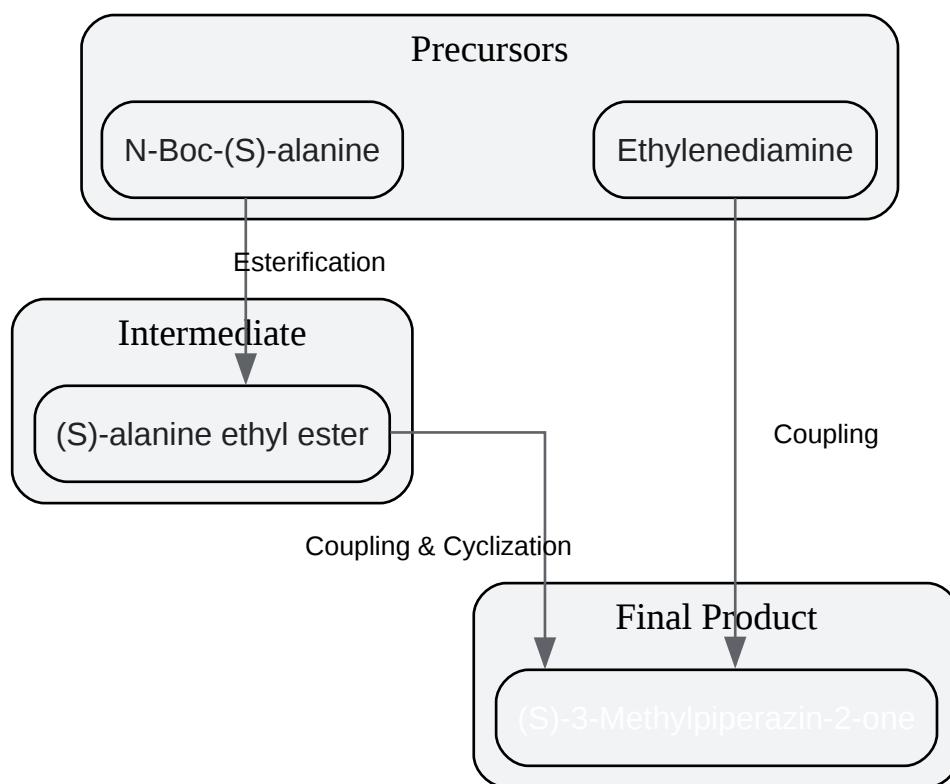 Precursors
N-Boc-(S)-alanine
Ethylenediamine
Esterification
Intermediate
(S)-alanine ethyl ester
Coupling
Coupling & Cyclization
Final Product
(S)-3-Methylpiperazin-2-one